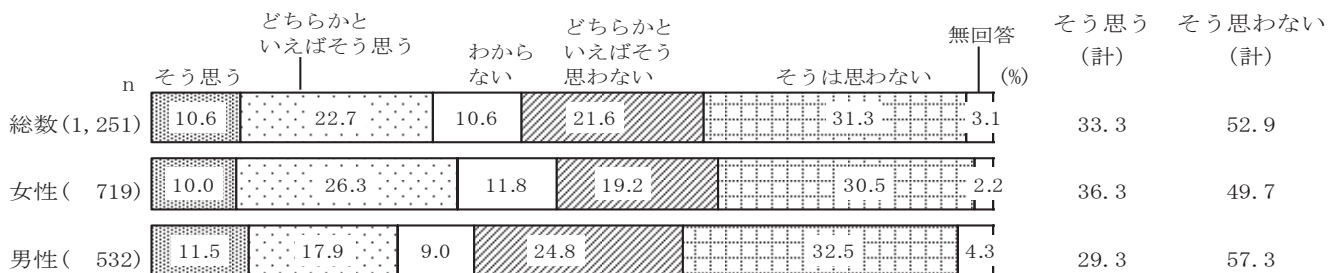 どちらかと
いえばそう思う
どちらかと
いえばそう
思わない
わから
ない
無回答
そう思う
(計)
そう思わない
(計)
n
そう思う
そうは思わない
(%)
総数(1,251) 10.6 22.7 10.6 21.6 31.3 3.1 33.3 52.9
女性( 719) 10.0 26.3 11.8 19.2 30.5 2.2 36.3 49.7
男性( 532) 11.5 17.9 9.0 24.8 32.5 4.3 29.3 57.3